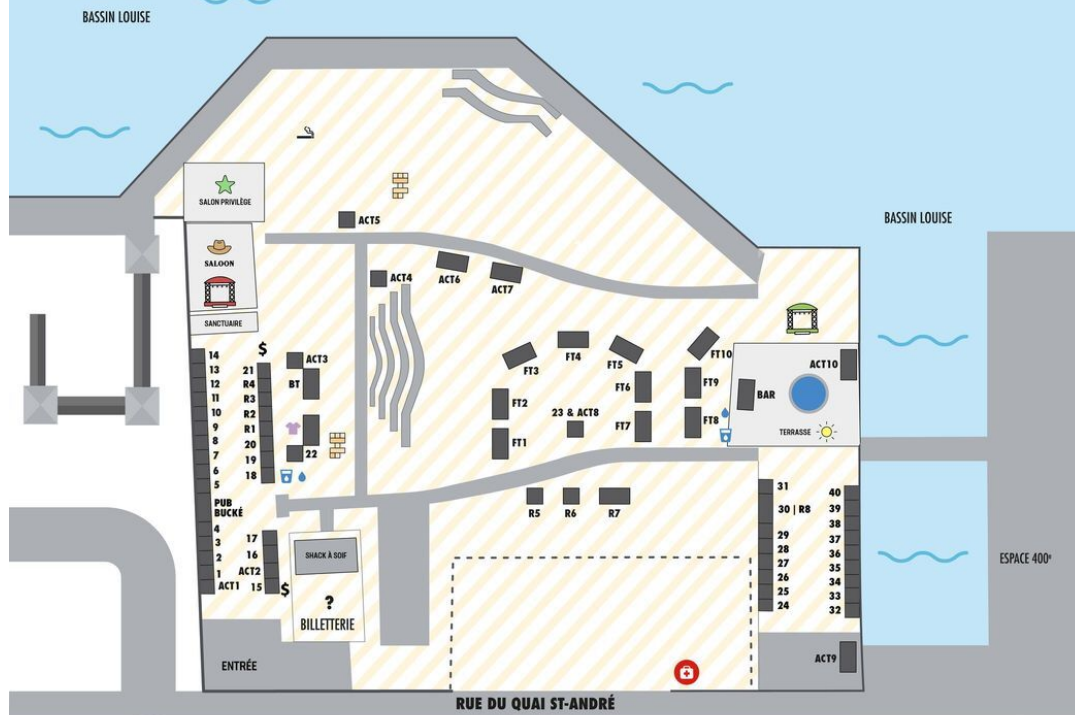 BASSIN LOUISE
BASSIN LOUISE
SALON PRIVILÈGE
SALOON
SANCTUAIRE
ACT5
ACT4
ACT6
ACT7
14
13
12
11
10
9
8
7
6
5
PUB
BUCKÉ
4
3
2
1
ACT1
$
21
R4
R3
R2
R1
20
19
18
17
16
ACT2
15
$
ACT3
BT
22
FT1
FT2
FT3
FT4
FT5
FT6
FT7
23 & ACT8
FT10
FT9
FT8
BAR
ACT10
TERRASSE
R5
R6
R7
SHACK À SOIF
?
BILLETTERIE
ENTRÉE
31
30 | R8
29
28
27
26
25
24
40
39
38
37
36
35
34
33
32
ACT9
ESPACE 400e
RUE DU QUAI ST-ANDRÉ